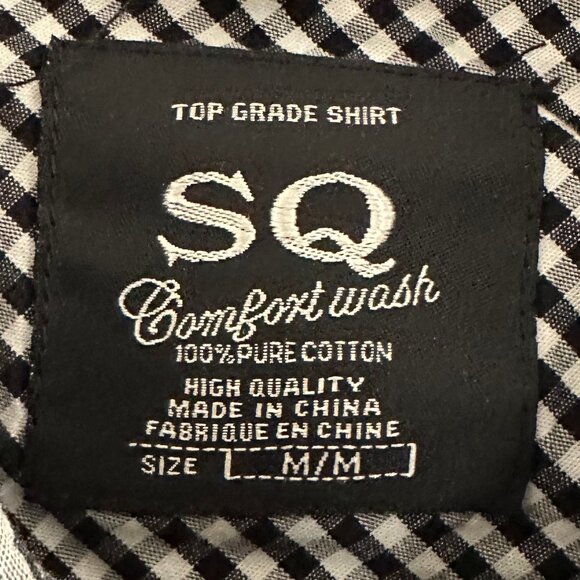 TOP GRADE SHIRT
SQ
Comfort wash
100% PURE COTTON
HIGH QUALITY
MADE IN CHINA
FABRIQUE EN CHINE
SIZE M/M